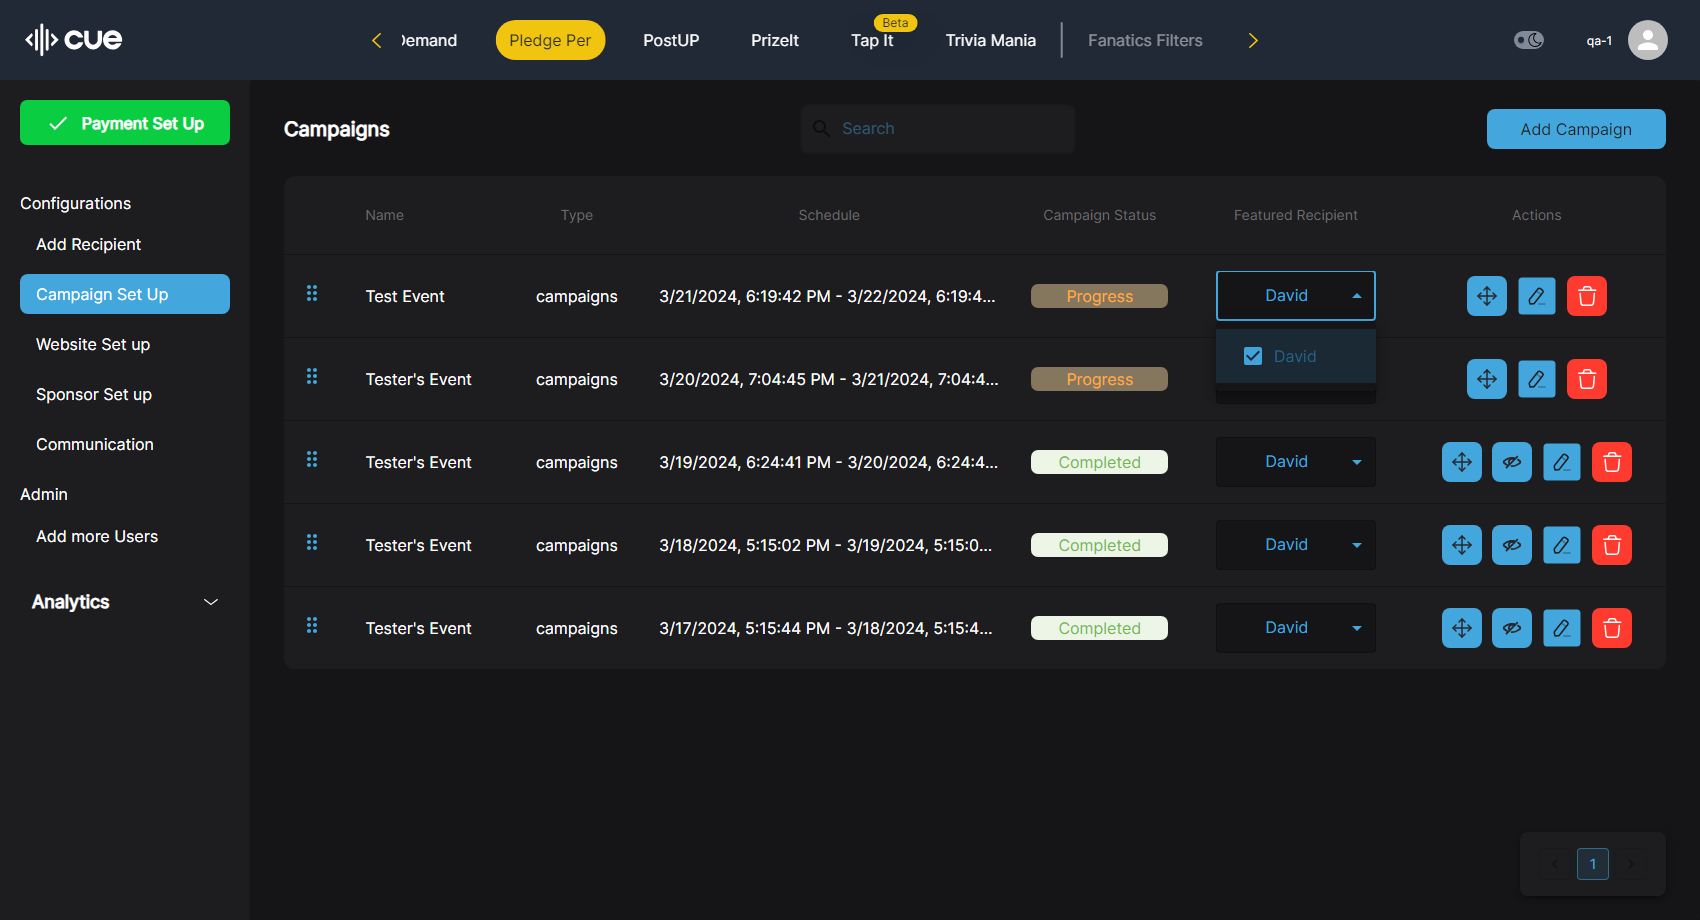 cue
Demand
Pledge Per
PostUP
PrizeIt
Beta
Tap It
Trivia Mania
Fanatics Filters
qa-1
Payment Set Up
Configurations
Add Recipient
Campaign Set Up
Website Set up
Sponsor Set up
Communication
Admin
Add more Users
Analytics
Campaigns
Search
Add Campaign
Name Type Schedule Campaign Status Featured Recipient Actions
Test Event campaigns 3/21/2024, 6:19:42 PM - 3/22/2024, 6:19:4... Progress David
David
Tester's Event campaigns 3/20/2024, 7:04:45 PM - 3/21/2024, 7:04:4... Progress
Tester's Event campaigns 3/19/2024, 6:24:41 PM - 3/20/2024, 6:24:4... Completed David
Tester's Event campaigns 3/18/2024, 5:15:02 PM - 3/19/2024, 5:15:0... Completed David
Tester's Event campaigns 3/17/2024, 5:15:44 PM - 3/18/2024, 5:15:4... Completed David
1